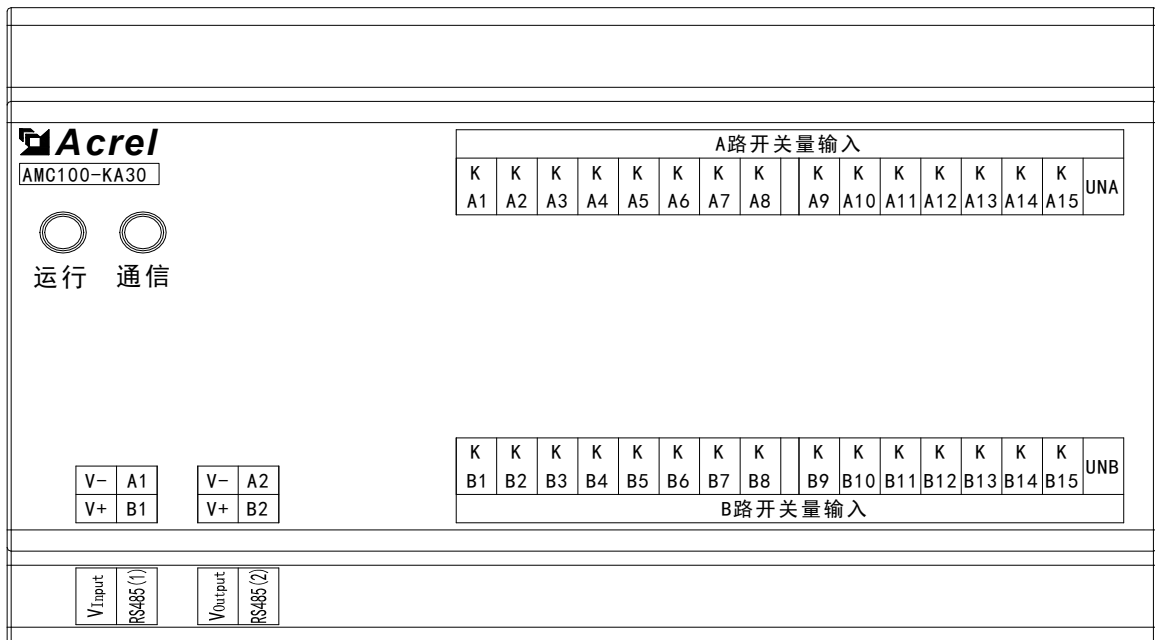 Acrel
AMC100-KA30
运行 通信
A路开关量输入
K K K K K K K K K K K K K K K
A1 A2 A3 A4 A5 A6 A7 A8 A9 A10 A11 A12 A13 A14 A15 UNA
K K K K K K K K K K K K K K K
B1 B2 B3 B4 B5 B6 B7 B8 B9 B10 B11 B12 B13 B14 B15 UNB
B路开关量输入
V- A1 V- A2
V+ B1 V+ B2
VInput RS485(1) VOutput RS485(2)